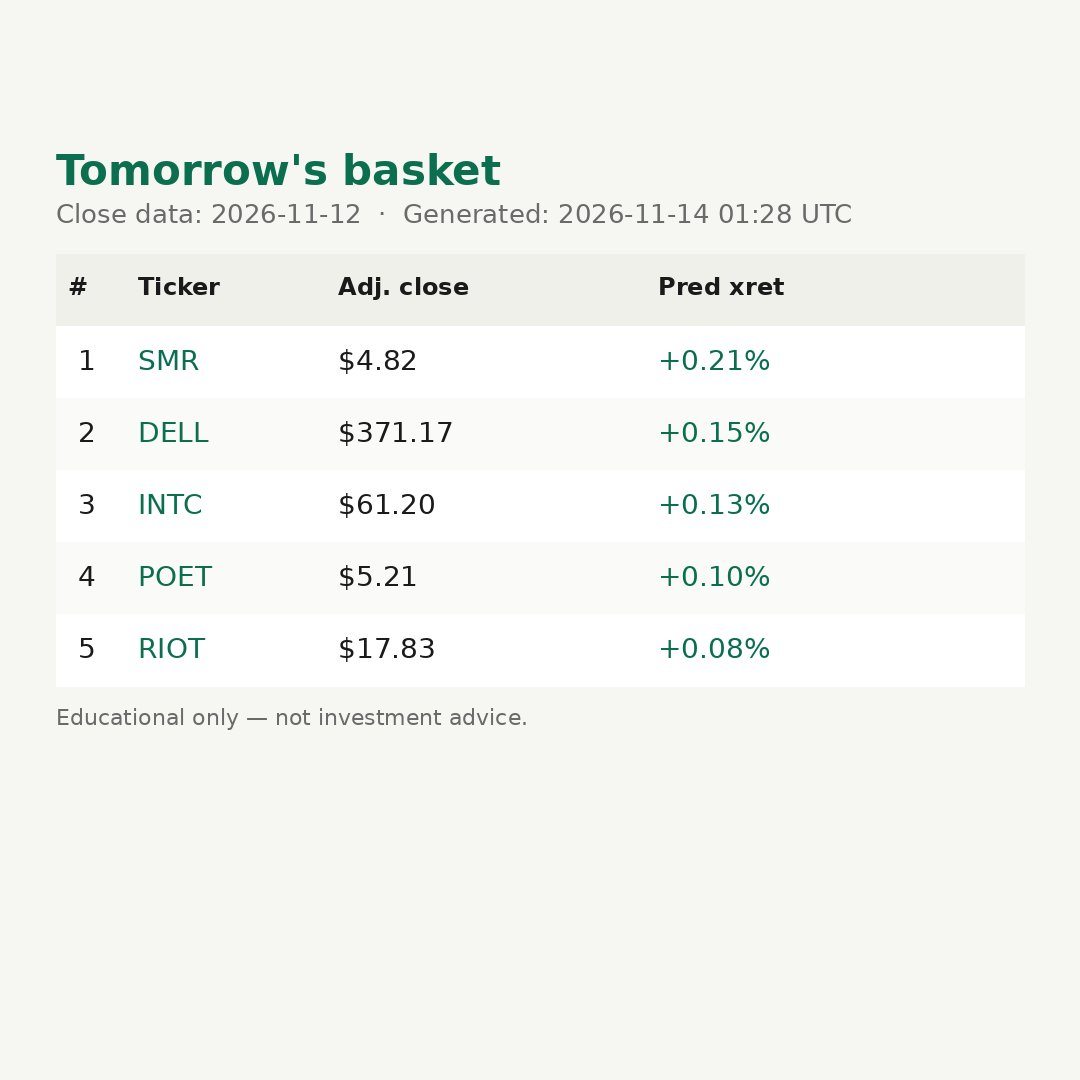 Tomorrow's basket
Close data: 2026-11-12 · Generated: 2026-11-14 01:28 UTC
# Ticker Adj. close Pred xret
1 SMR $4.82 +0.21%
2 DELL $371.17 +0.15%
3 INTC $61.20 +0.13%
4 POET $5.21 +0.10%
5 RIOT $17.83 +0.08%
Educational only — not investment advice.